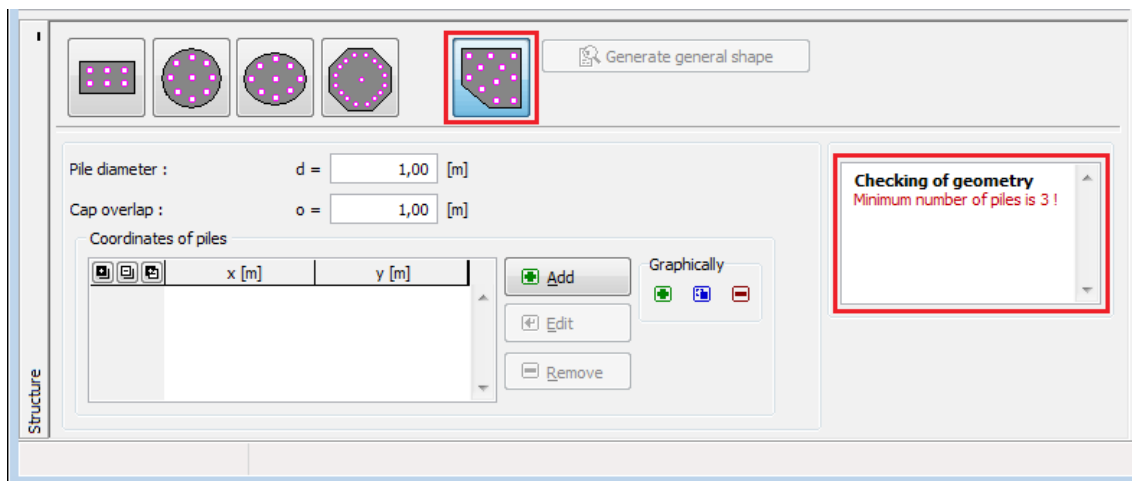 Generate general shape
Pile diameter : d = 1,00 [m]
Cap overlap : o = 1,00 [m]
Coordinates of piles
x [m] y [m]
Add
Edit
Remove
Graphically
Checking of geometry
Minimum number of piles is 3 !
Structure